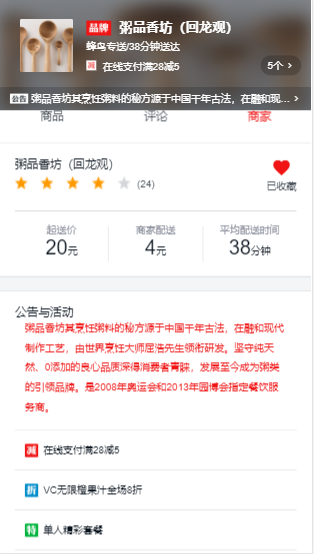 品牌 粥品香坊（回龙观）
蜂鸟专送/38分钟送达
减 在线支付满28减5
5个 >
公告 粥品香坊其烹饪粥料的秘方源于中国千年古法，在融和现... >
商品 评论 商家
粥品香坊（回龙观）
(24)
已收藏
起送价 商家配送 平均配送时间
20元 4元 38分钟
公告与活动
粥品香坊其烹饪粥料的秘方源于中国千年古法，在融和现代
制作工艺，由世界烹饪大师屈浩先生领衔研发。坚守纯天
然、0添加的良心品质深得消费者青睐，发展至今成为粥类
的引领品牌。是2008年奥运会和2013年园博会指定餐饮服
务商。
减 在线支付满28减5
折 VC无限橙果汁全场8折
特 单人精彩套餐